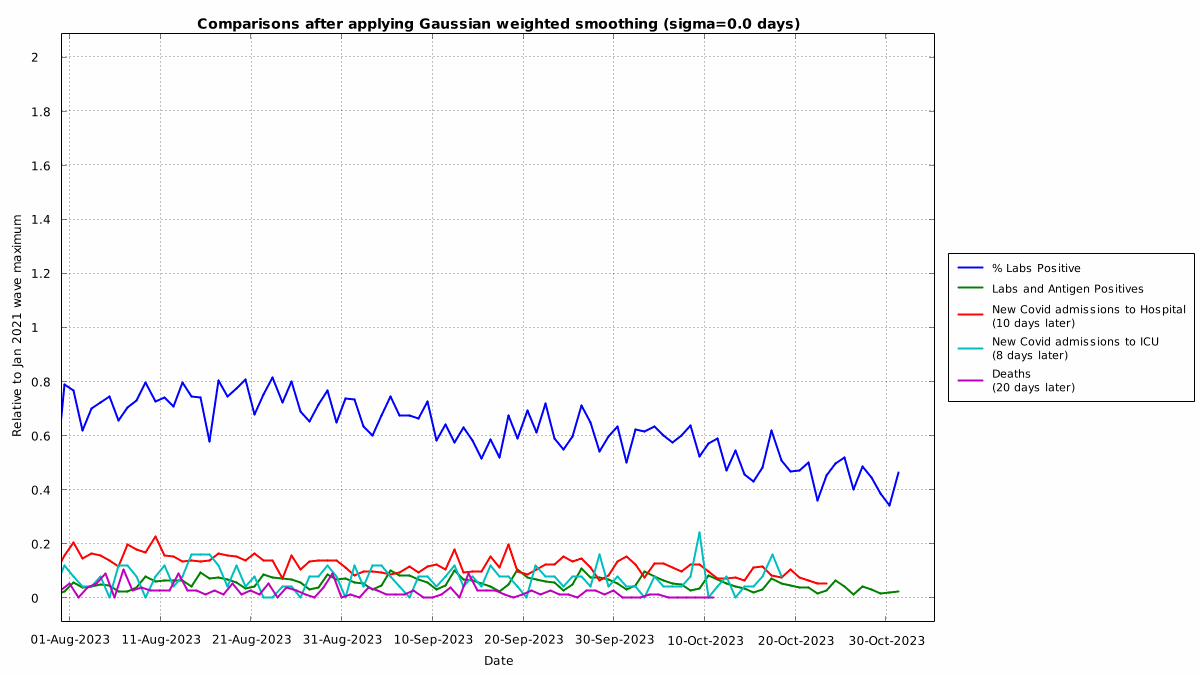 Comparisons after applying Gaussian weighted smoothing (sigma=0.0 days)
Relative to Jan 2021 wave maximum
2
1.8
1.6
1.4
1.2
1
0.8
0.6
0.4
0.2
0
01-Aug-2023 11-Aug-2023 21-Aug-2023 31-Aug-2023 10-Sep-2023 20-Sep-2023 30-Sep-2023 10-Oct-2023 20-Oct-2023 30-Oct-2023
Date
% Labs Positive
Labs and Antigen Positives
New Covid admissions to Hospital
(10 days later)
New Covid admissions to ICU
(8 days later)
Deaths
(20 days later)